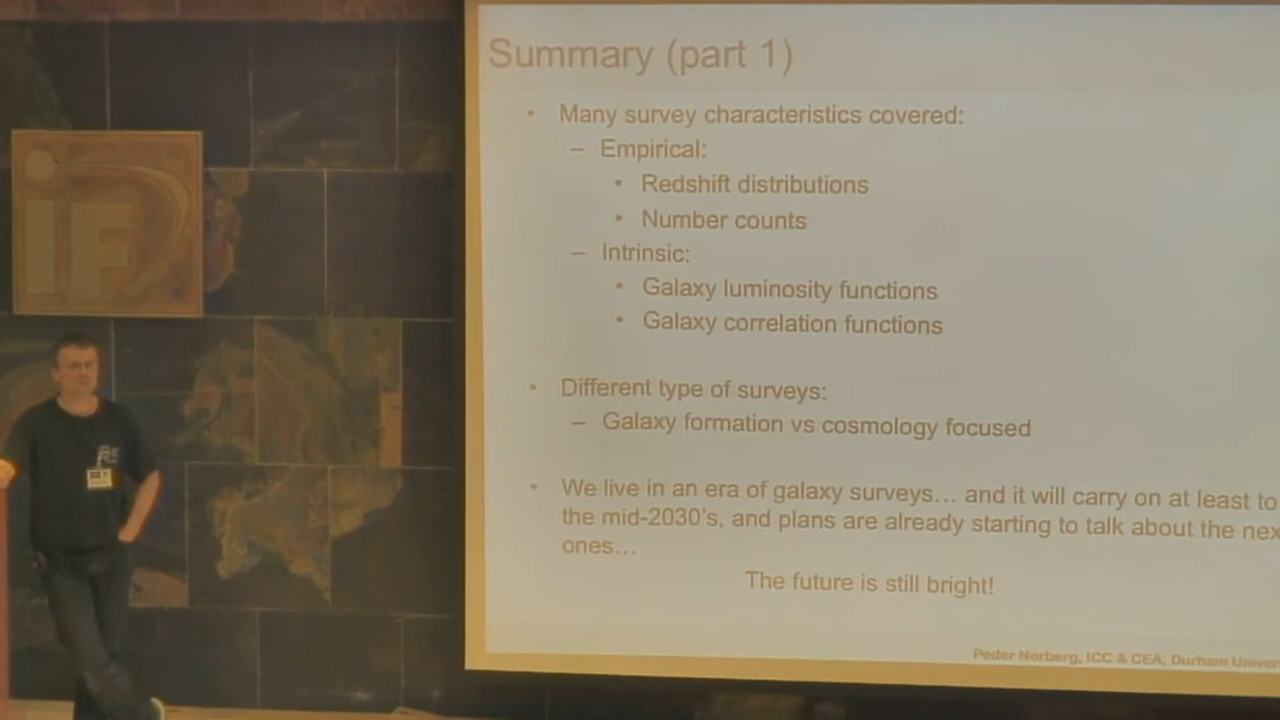 Summary (part 1)
• Many survey characteristics covered:
– Empirical:
• Redshift distributions
• Number counts
– Intrinsic:
• Galaxy luminosity functions
• Galaxy correlation functions
• Different type of surveys:
– Galaxy formation vs cosmology focused
• We live in an era of galaxy surveys... and it will carry on at least to
the mid-2030's, and plans are already starting to talk about the nex
ones...
The future is still bright!
Peder Norberg, ICC & CEA, Durham Univer
iF